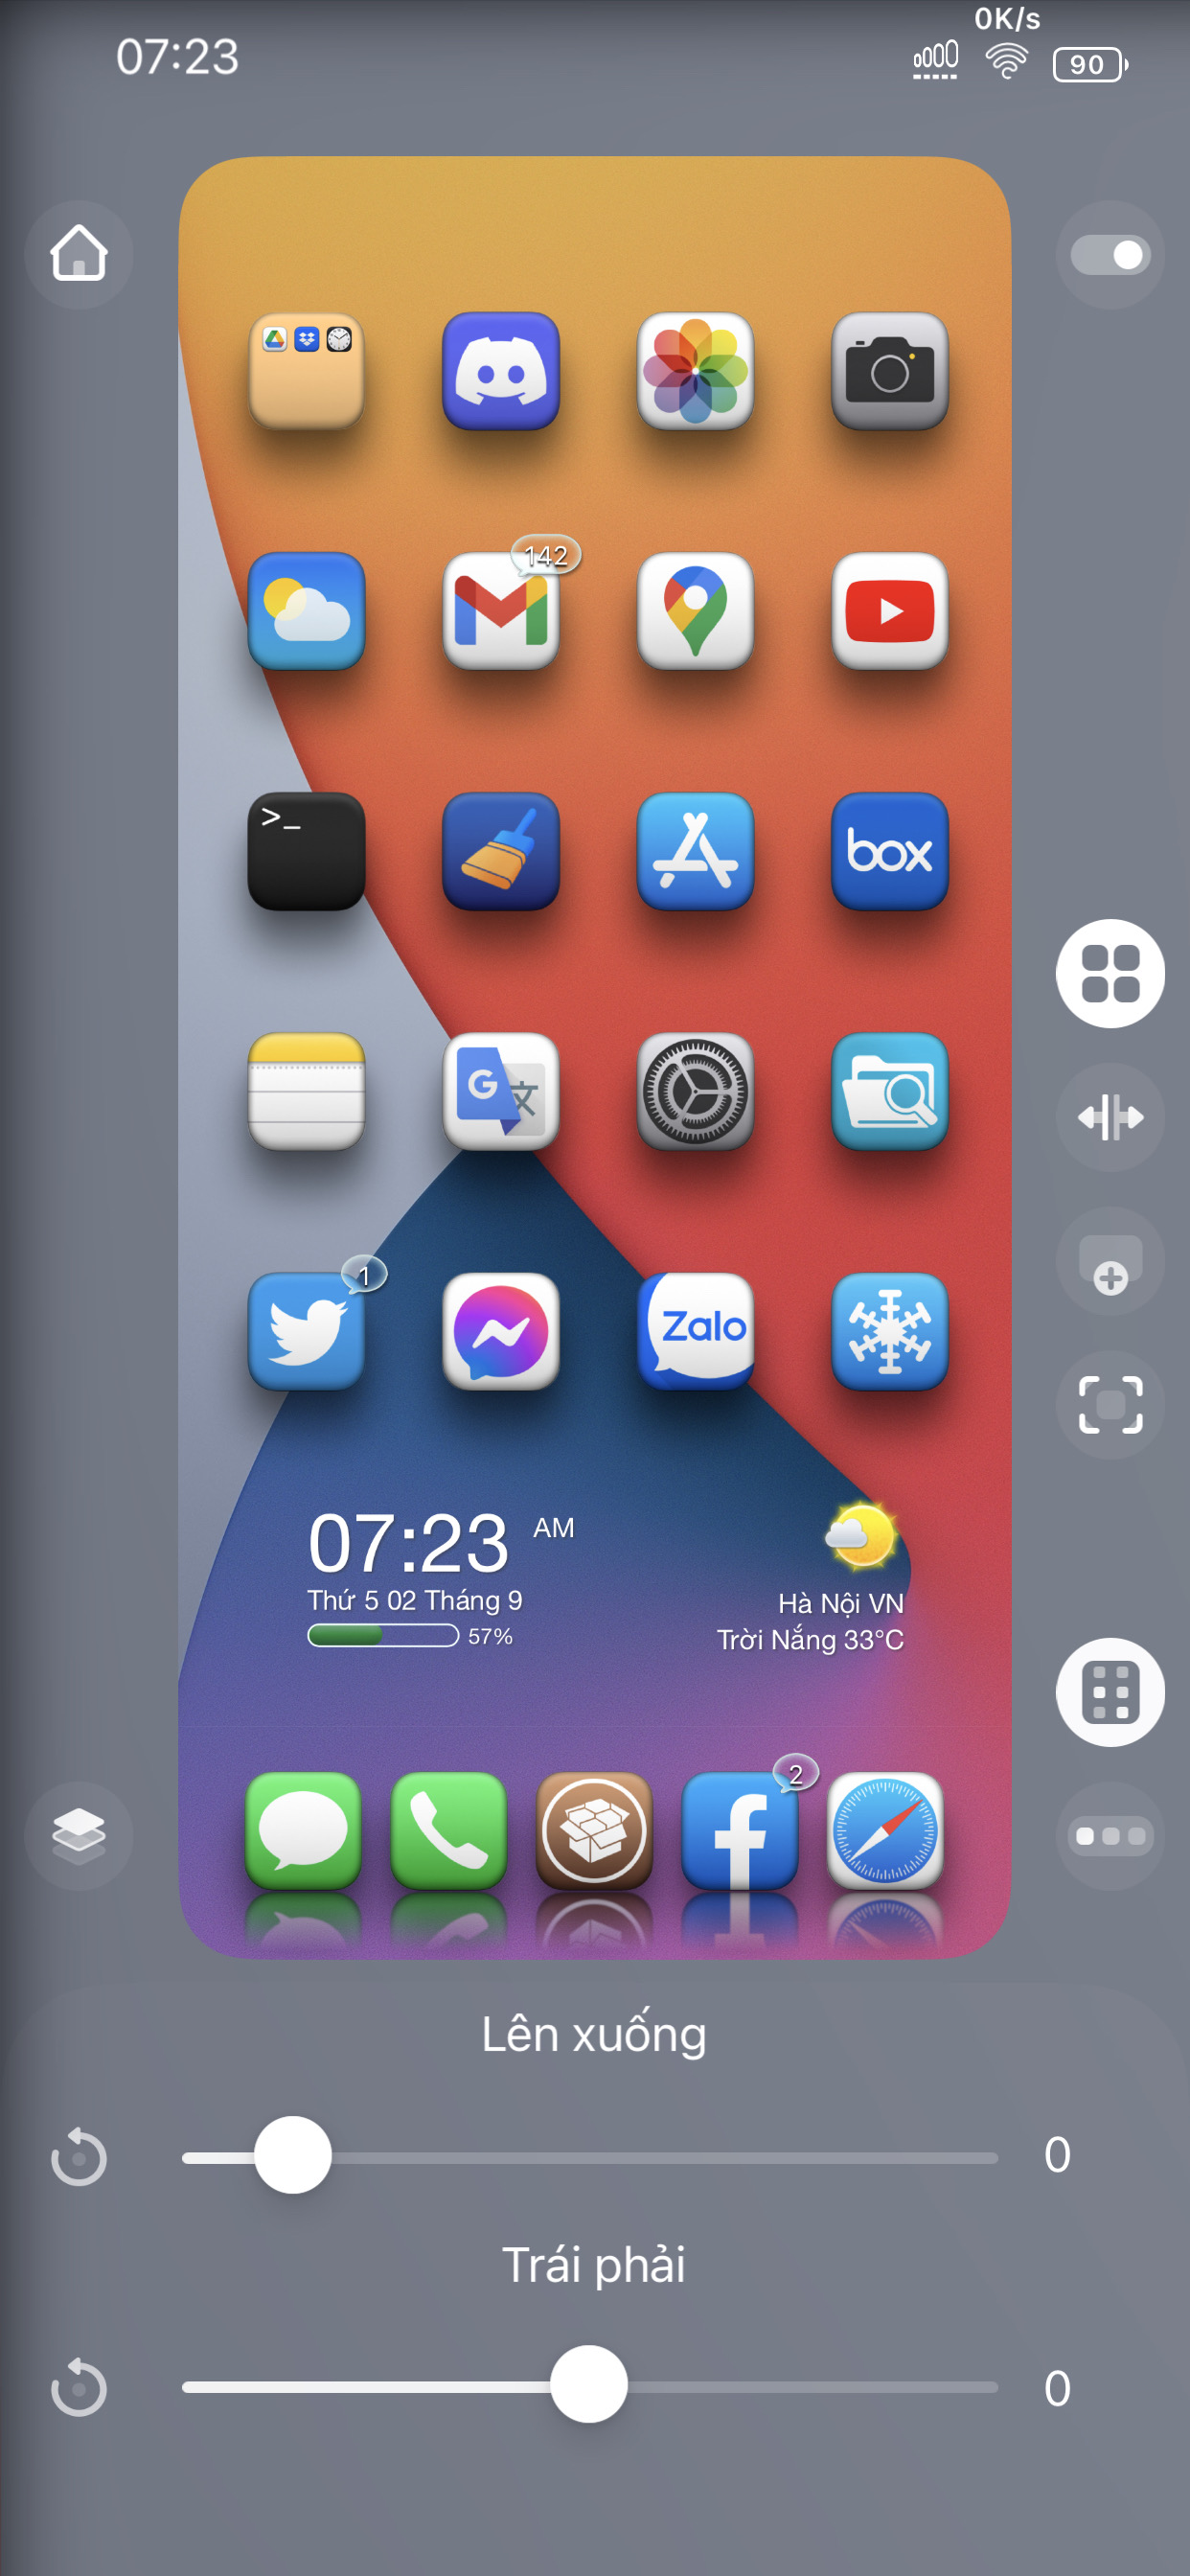 0K/s
07:23
90
142
>_
box
G
文
1
Zalo
07:23 AM
Thứ 5 02 Tháng 9
57%
Hà Nội VN
Trời Nắng 33°C
2
Lên xuống
0
Trái phải
0